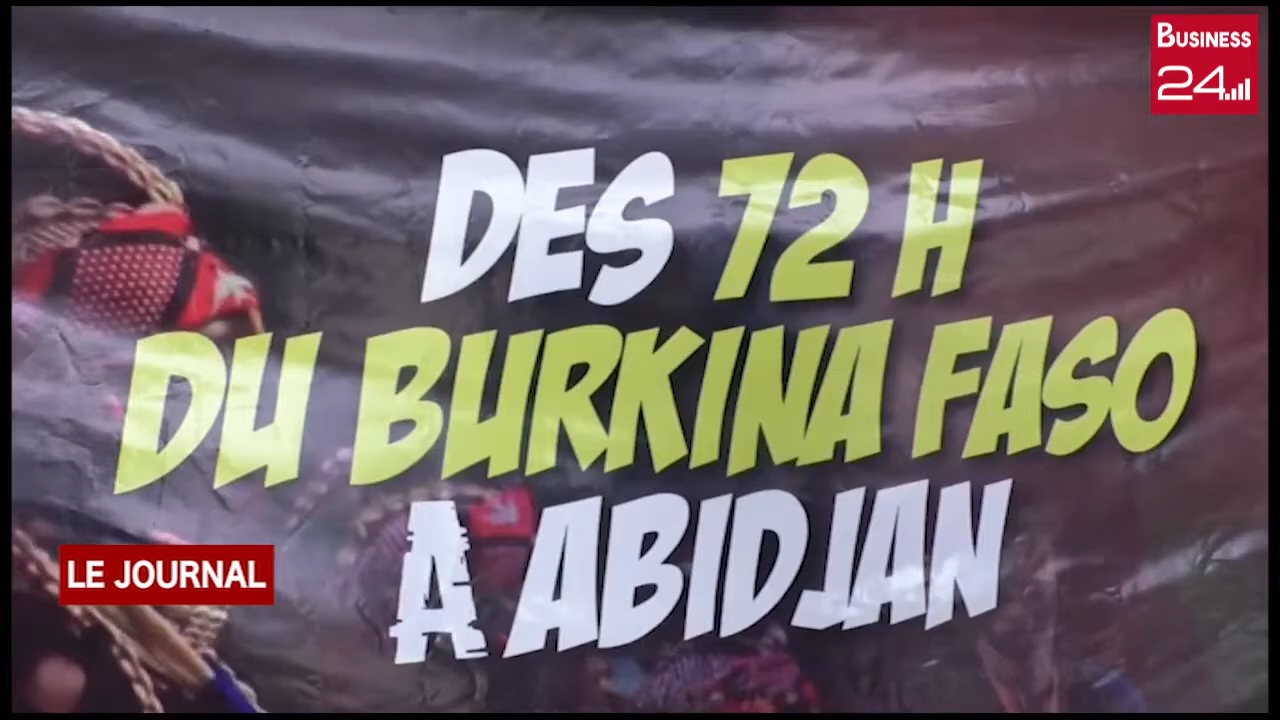 BUSINESS
24
DES 72 H
DU BURKINA FASO
A ABIDJAN
LE JOURNAL